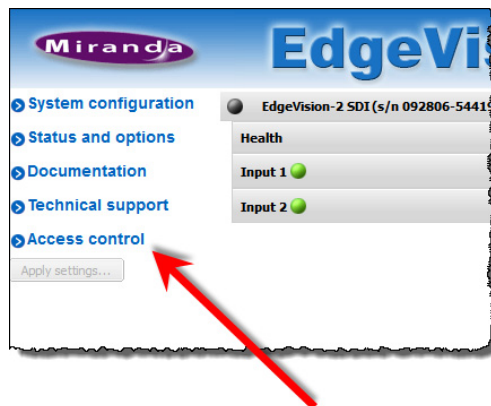 Miranda
EdgeVi
System configuration
Status and options
Documentation
Technical support
Access control
Apply settings...
EdgeVision-2 SDI (s/n 092806-5441
Health
Input 1
Input 2